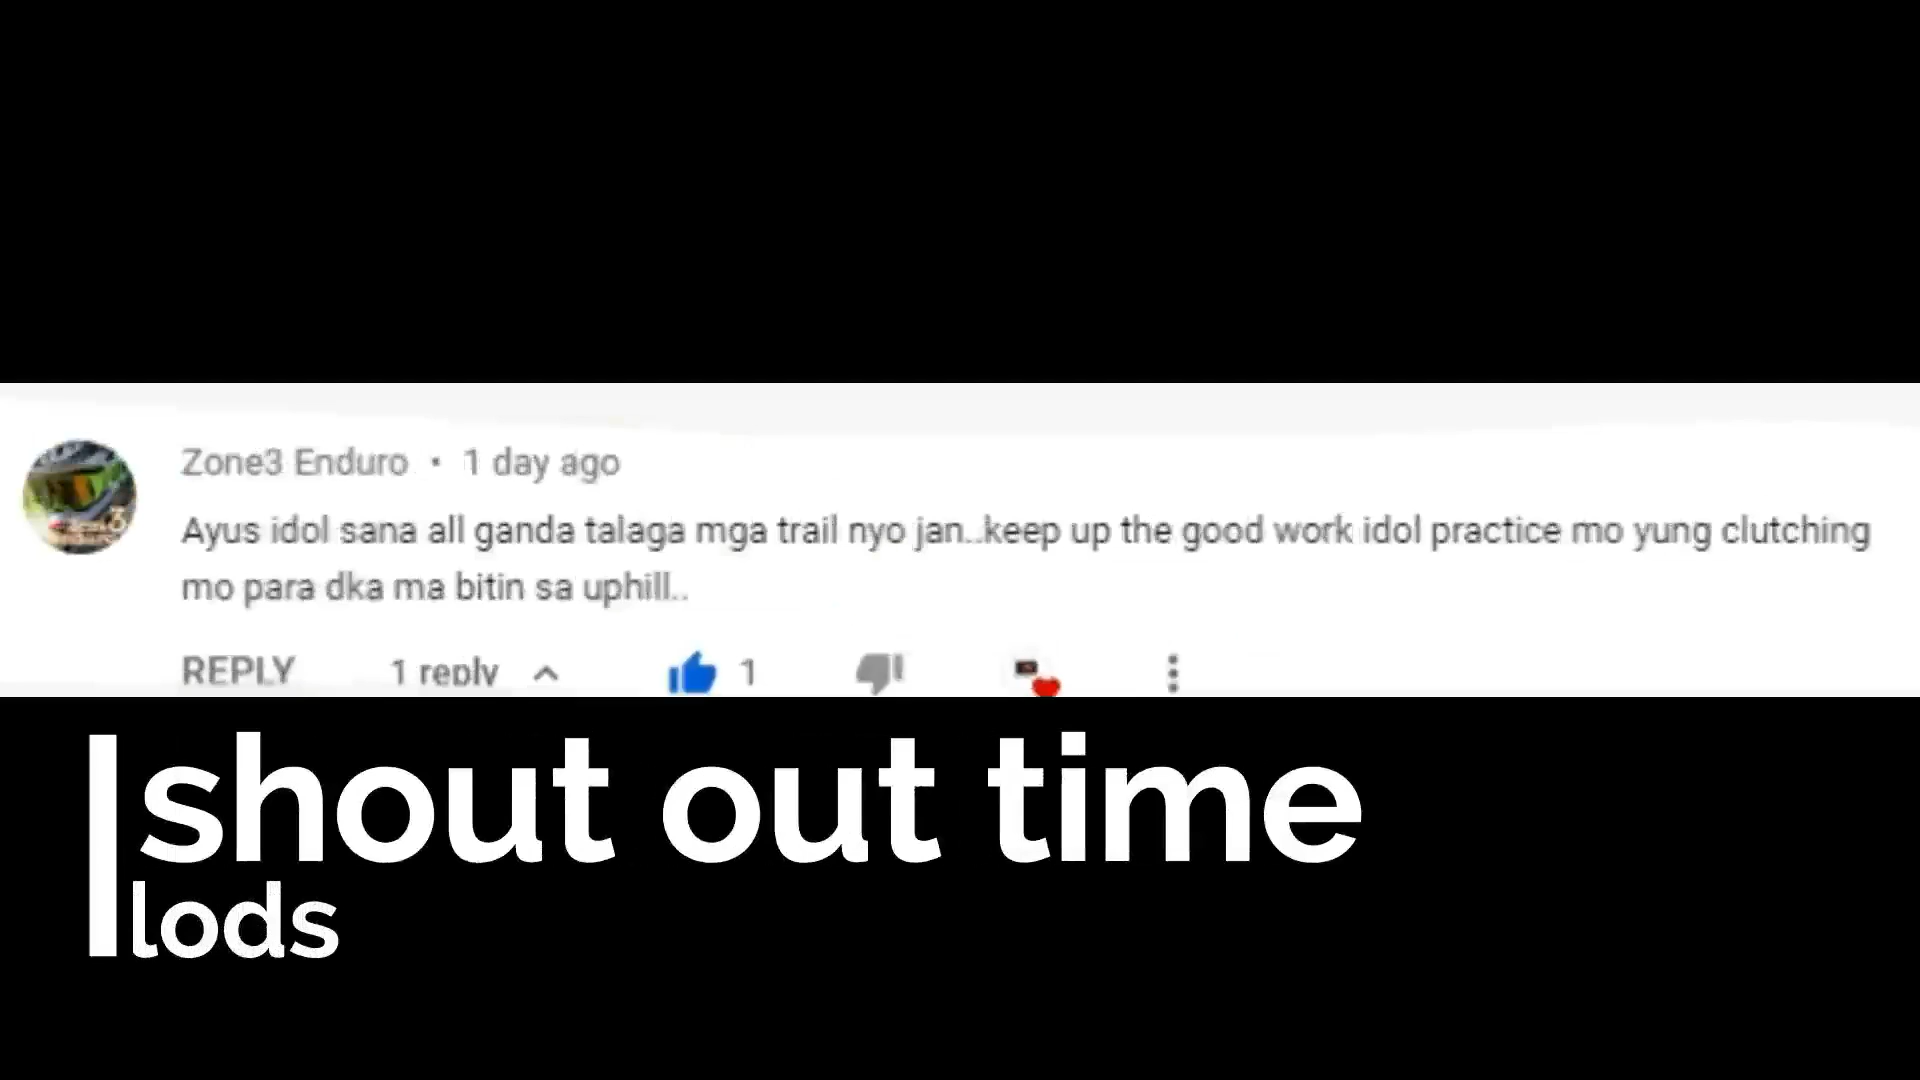 Zone3 Enduro • 1 day ago
Ayus idol sana all ganda talaga mga trail nyo jan..keep up the good work idol practice mo yung clutching
mo para dka ma bitin sa uphill..
REPLY 1 reply 1
shout out time
lods